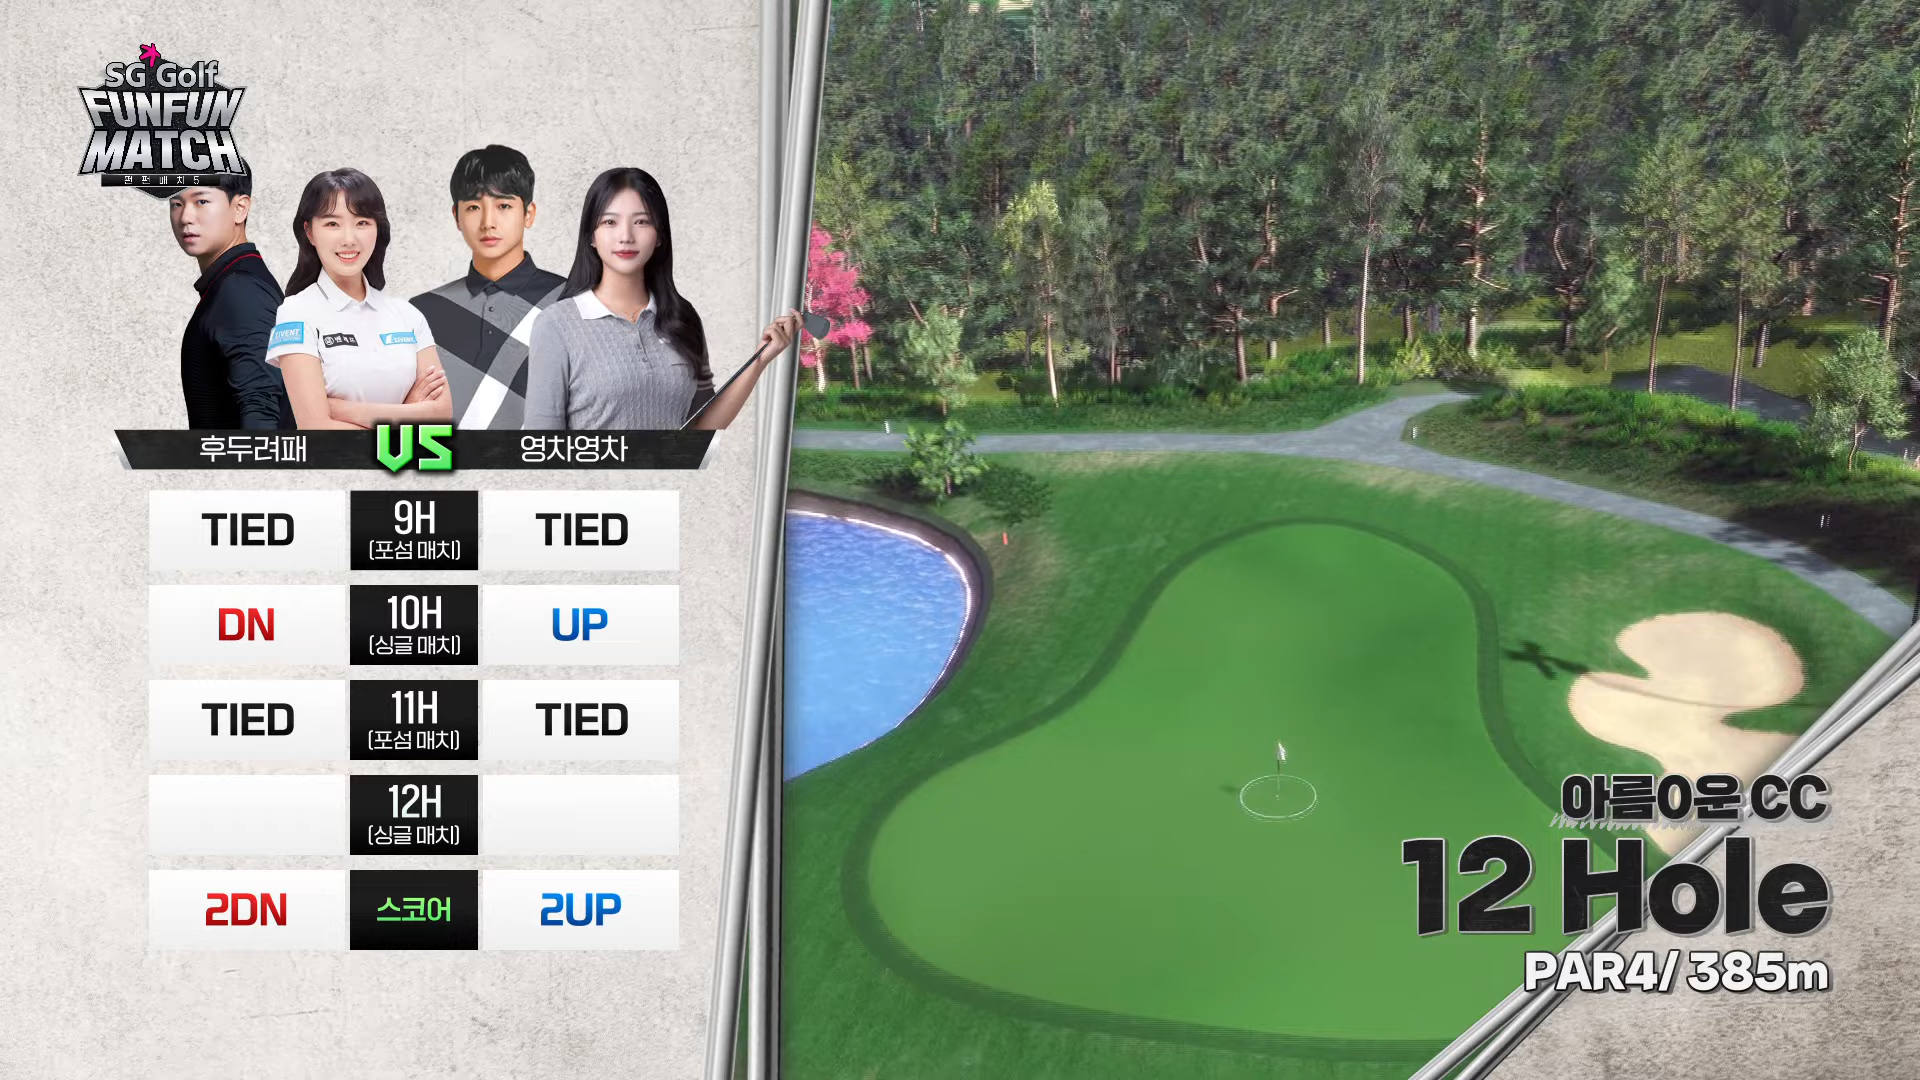 SG Golf
FUNFUN
MATCH
펀펀매치5
후두려패 VS 영차영차
TIED 9H TIED
(포섬 매치)
DN 10H UP
(싱글 매치)
TIED 11H TIED
(포섬 매치)
12H
(싱글 매치)
2DN 스코어 2UP
아름다운 CC
12 Hole
PAR4/ 385m